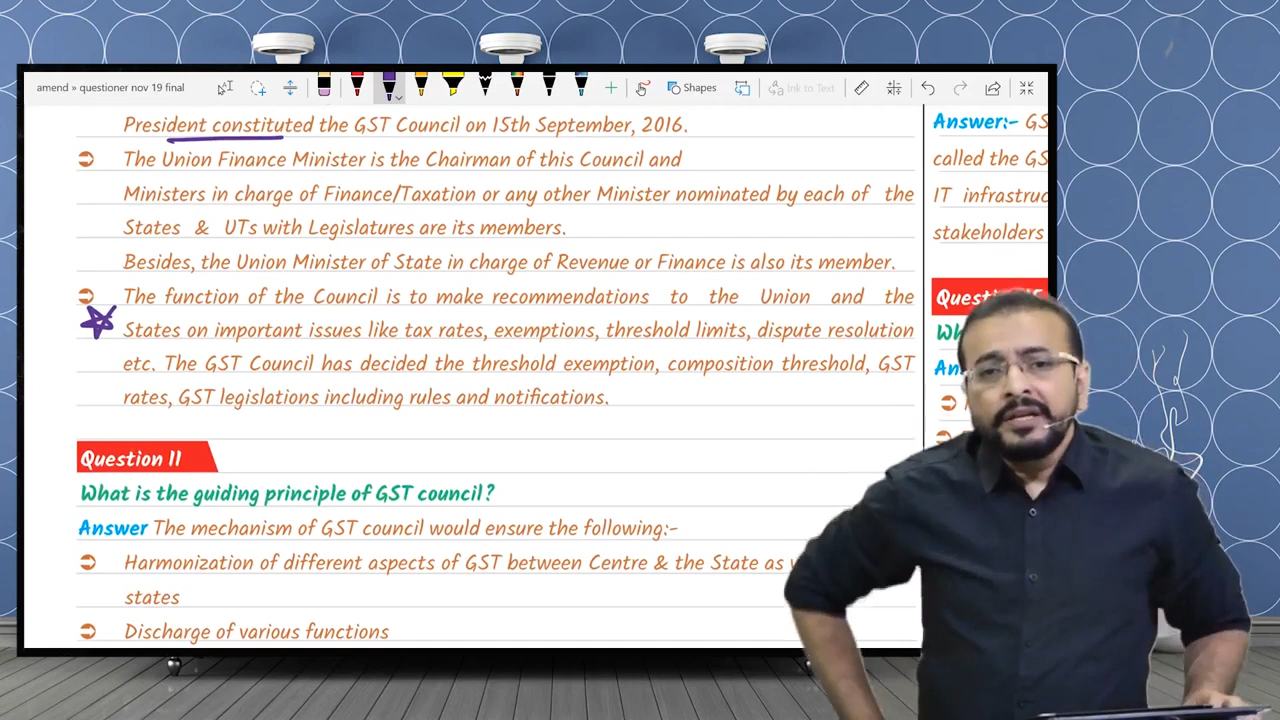 amend » questioner nov 19 final
Shapes
Ink to Text
President constituted the GST Council on 15th September, 2016.
The Union Finance Minister is the Chairman of this Council and
Ministers in charge of Finance/Taxation or any other Minister nominated by each of the
States & UTs with Legislatures are its members.
Besides, the Union Minister of State in charge of Revenue or Finance is also its member.
The function of the Council is to make recommendations to the Union and the
States on important issues like tax rates, exemptions, threshold limits, dispute resolution
etc. The GST Council has decided the threshold exemption, composition threshold, GST
rates, GST legislations including rules and notifications.
Question 11
What is the guiding principle of GST council?
Answer The mechanism of GST council would ensure the following:-
Harmonization of different aspects of GST between Centre & the State as
states
Discharge of various functions
Answer:- GS
called the GS
IT infrastruc
stakeholders